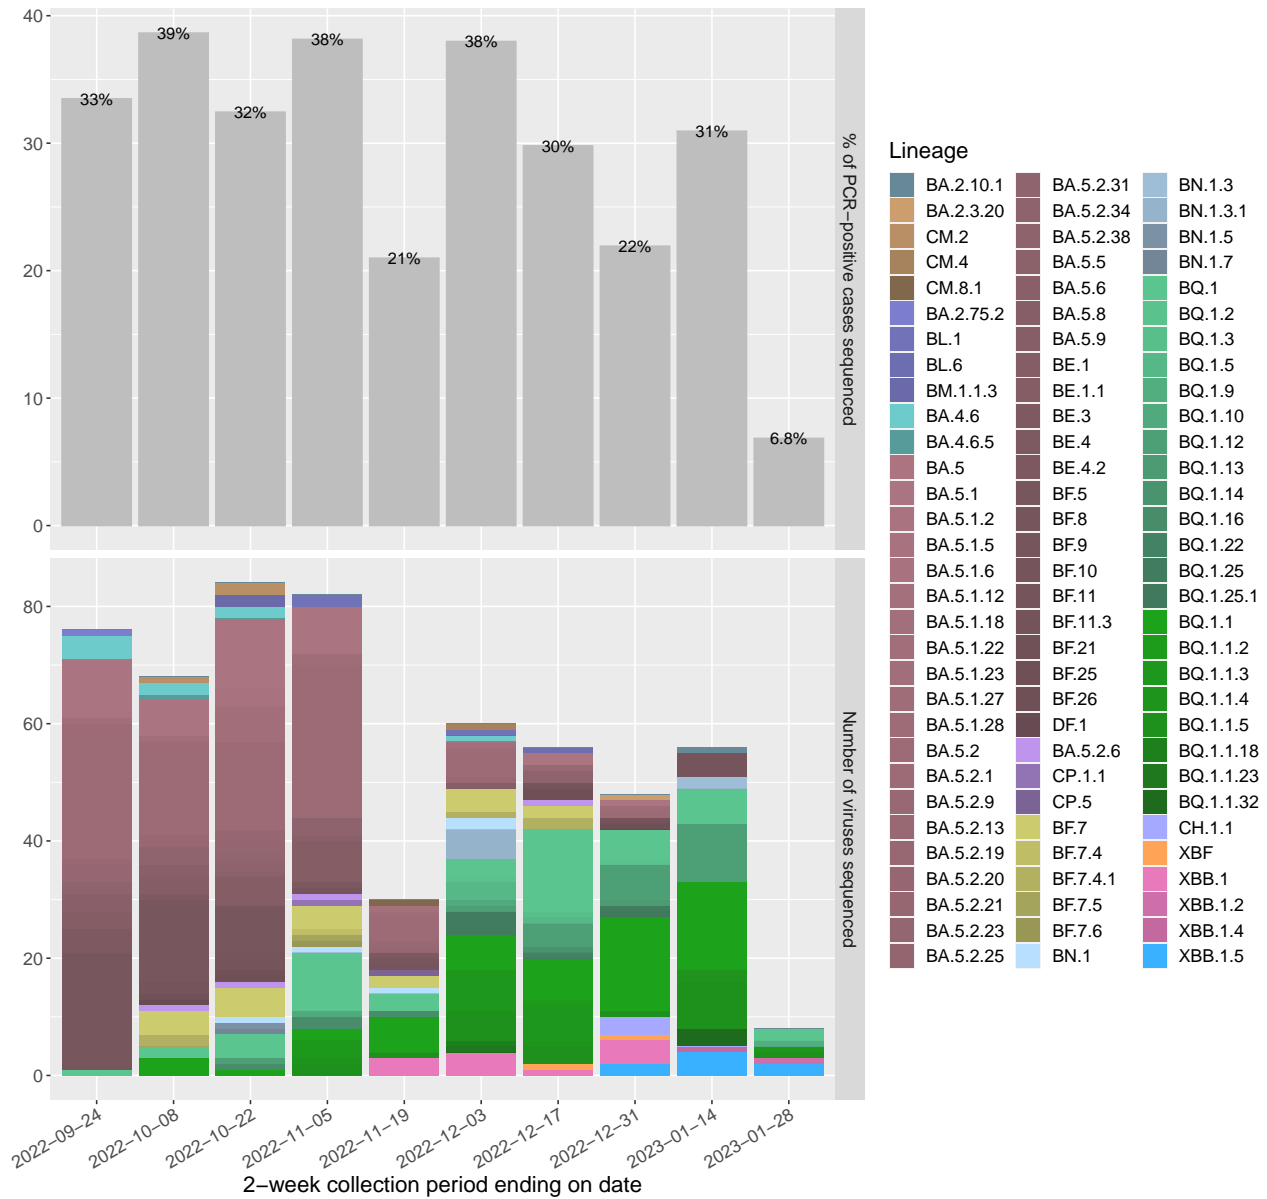 40
30
20
10
0
33%
39%
32%
38%
21%
38%
30%
22%
31%
6.8%
% of PCR−positive cases sequenced
80
60
40
20
0
Number of viruses sequenced
2022−09−24
2022−10−08
2022−10−22
2022−11−05
2022−11−19
2022−12−03
2022−12−17
2022−12−31
2023−01−14
2023−01−28
2−week collection period ending on date
Lineage
BA.2.10.1
BA.2.3.20
CM.2
CM.4
CM.8.1
BA.2.75.2
BL.1
BL.6
BM.1.1.3
BA.4.6
BA.4.6.5
BA.5
BA.5.1
BA.5.1.2
BA.5.1.5
BA.5.1.6
BA.5.1.12
BA.5.1.18
BA.5.1.22
BA.5.1.23
BA.5.1.27
BA.5.1.28
BA.5.2
BA.5.2.1
BA.5.2.9
BA.5.2.13
BA.5.2.19
BA.5.2.20
BA.5.2.21
BA.5.2.23
BA.5.2.25
BA.5.2.31
BA.5.2.34
BA.5.2.38
BA.5.5
BA.5.6
BA.5.8
BA.5.9
BE.1
BE.1.1
BE.3
BE.4
BE.4.2
BF.5
BF.8
BF.9
BF.10
BF.11
BF.11.3
BF.21
BF.25
BF.26
DF.1
BA.5.2.6
CP.1.1
CP.5
BF.7
BF.7.4
BF.7.4.1
BF.7.5
BF.7.6
BN.1
BN.1.3
BN.1.3.1
BN.1.5
BN.1.7
BQ.1
BQ.1.2
BQ.1.3
BQ.1.5
BQ.1.9
BQ.1.10
BQ.1.12
BQ.1.13
BQ.1.14
BQ.1.16
BQ.1.22
BQ.1.25
BQ.1.25.1
BQ.1.1
BQ.1.1.2
BQ.1.1.3
BQ.1.1.4
BQ.1.1.5
BQ.1.1.18
BQ.1.1.23
BQ.1.1.32
CH.1.1
XBF
XBB.1
XBB.1.2
XBB.1.4
XBB.1.5